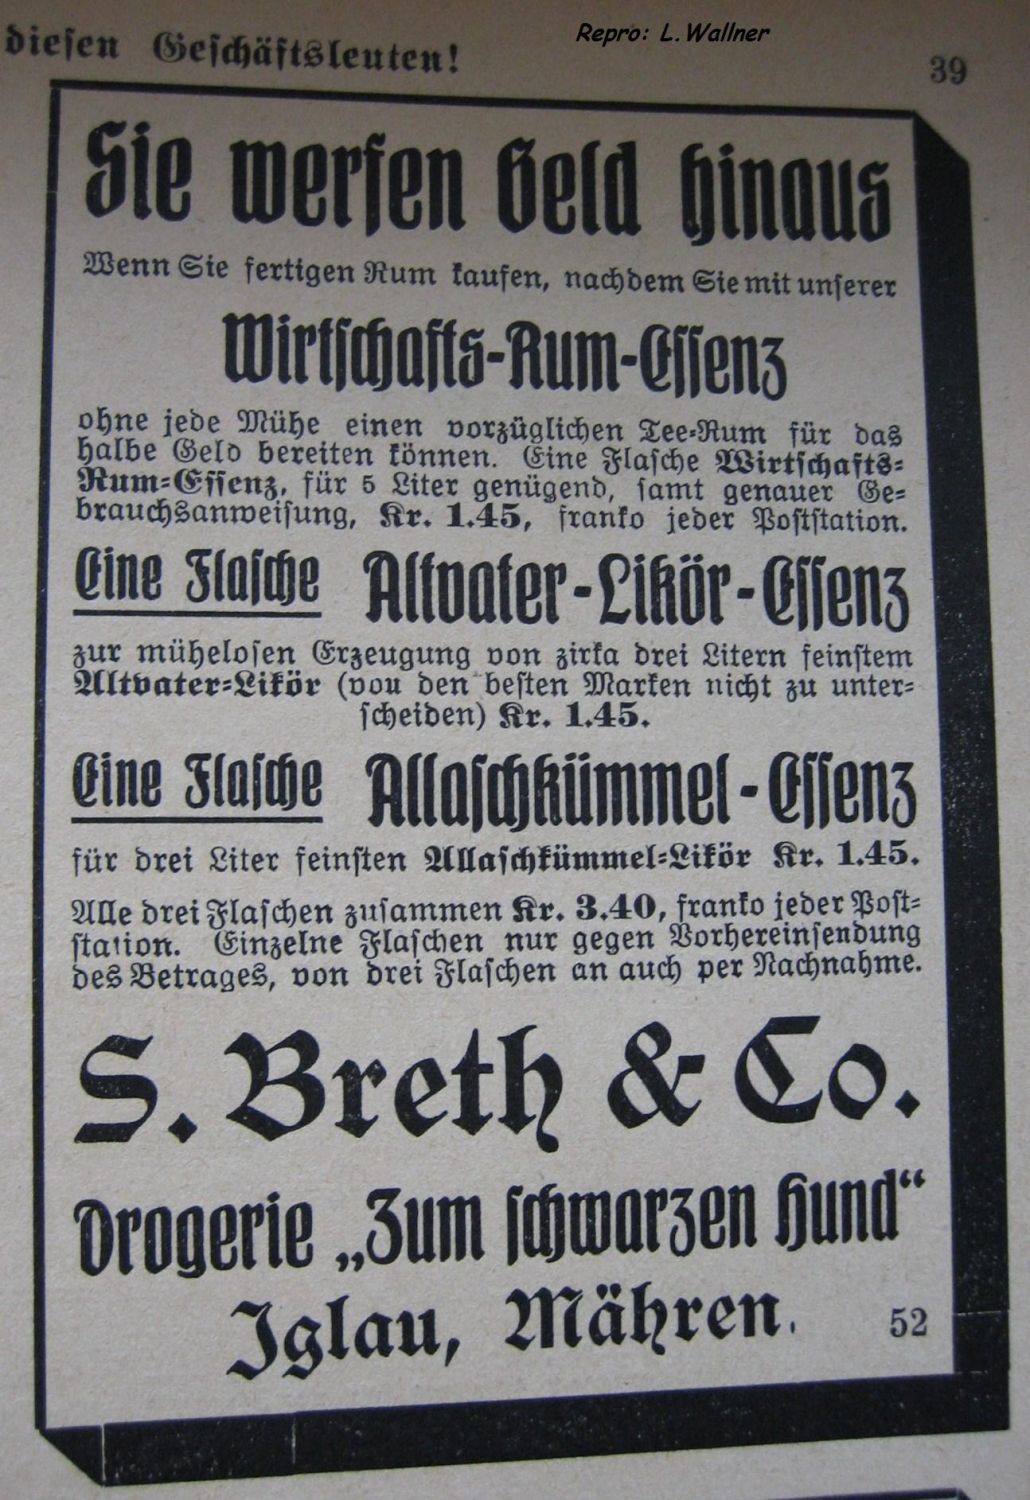 diesen Geschäftsleuten!
Repro: L. Wallner
39
Sie werfen Geld hinaus
Wenn Sie fertigen Rum kaufen, nachdem Sie mit unserer
Wirtschafts-Rum-Essenz
ohne jede Mühe einen vorzüglichen Tee-Rum für das
halbe Geld bereiten können. Eine Flasche Wirtschafts-
Rum-Essenz, für 5 Liter genügend, samt genauer Ge-
brauchsanweisung, Kr. 1.45, franko jeder Poststation.
Eine Flasche Altvater-Likör-Essenz
zur mühelosen Erzeugung von zirka drei Litern feinstem
Altvater-Likör (vou den besten Marken nicht zu unter-
scheiden) Kr. 1.45.
Eine Flasche Allaschkümmel-Essenz
für drei Liter feinsten Allaschkümmel-Likör Kr. 1.45.
Alle drei Flaschen zusammen Kr. 3.40, franko jeder Post-
station. Einzelne Flaschen nur gegen Vorhereinsendung
des Betrages, von drei Flaschen an auch per Nachnahme.
S. Breth & Co.
Drogerie „Zum schwarzen Hund“
Iglau, Mähren.
52